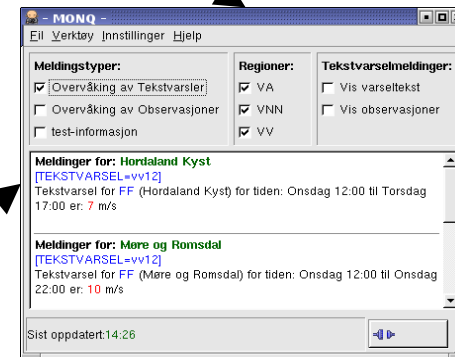 - MONQ -
Fil Verktøy Innstillinger Hjelp
Meldingstyper: Regioner: Tekstvarselmeldinger:
Overvåking av Tekstvarsler VA Vis varseltekst
Overvåking av Observasjoner VNN Vis observasjoner
test-informasjon VV
Meldinger for: Hordaland Kyst
[TEKSTVARSEL=vv12]
Tekstvarsel for FF (Hordaland Kyst) for tiden: Onsdag 12:00 til Torsdag
17:00 er: 7 m/s
Meldinger for: Møre og Romsdal
[TEKSTVARSEL=vv12]
Tekstvarsel for FF (Møre og Romsdal) for tiden: Onsdag 12:00 til Onsdag
22:00 er: 10 m/s
Sist oppdatert:14:26